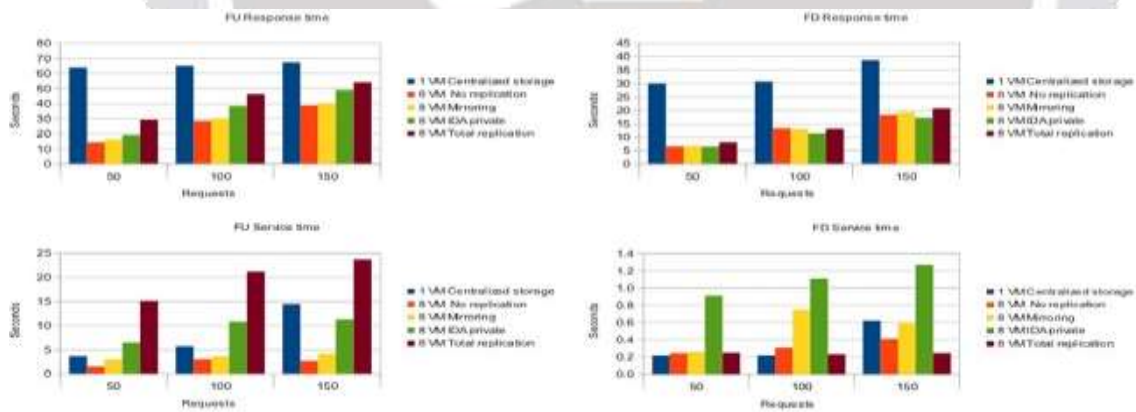 FU Response time
80
70
60
50
40
30
20
10
0
Seconds
50
100
150
Requests
1 VM Centralized storage
8 VM No replication
8 VM Mirroring
8 VM IDA private
8 VM Total replication
FD Response time
45
40
35
30
25
20
15
10
5
0
Seconds
50
100
150
Requests
1 VM Centralized storage
8 VM No replication
8 VM Mirroring
8 VM IDA private
8 VM Total replication
FU Service time
25
20
15
10
5
0
Seconds
50
100
150
Requests
1 VM Centralized storage
8 VM No replication
8 VM Mirroring
8 VM IDA private
8 VM Total replication
FD Service time
1.4
1.2
1.0
0.8
0.6
0.4
0.2
0.0
Seconds
50
100
150
Requests
1 VM Centralized storage
8 VM No replication
8 VM Mirroring
8 VM IDA private
8 VM Total replication